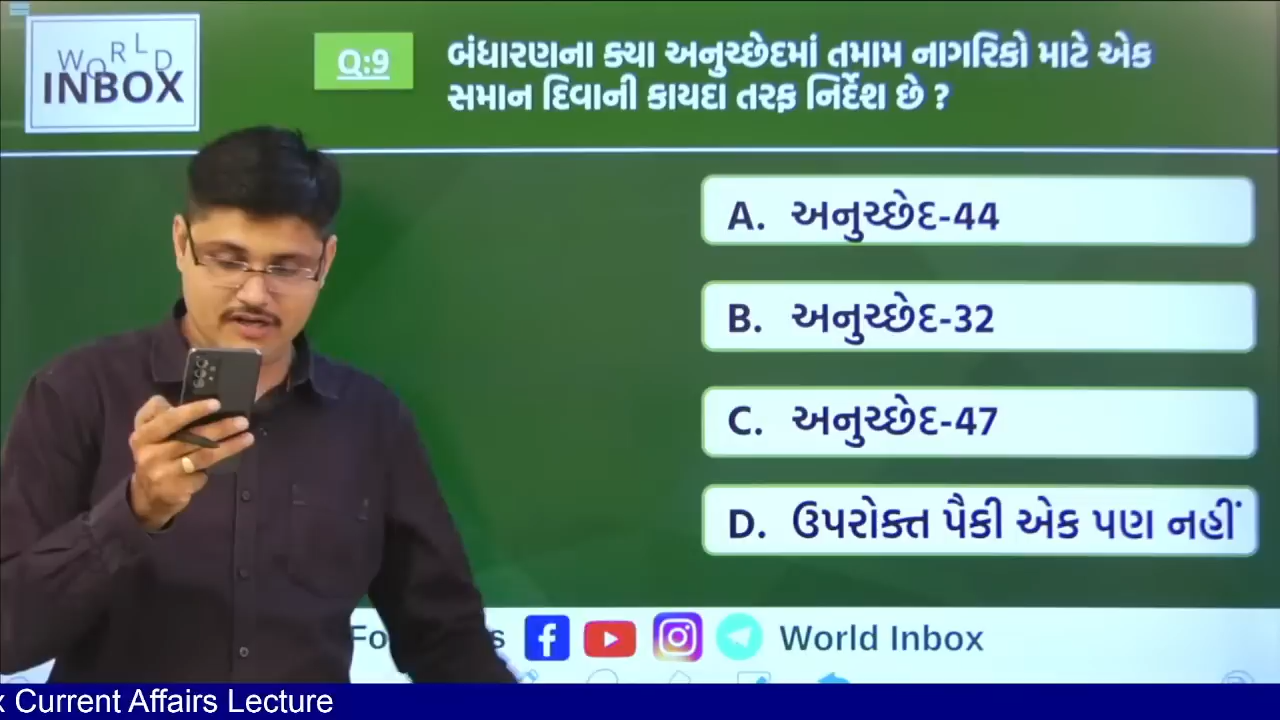 WORLD
INBOX
Q:9
બંધારણના ક્યા અનુચ્છેદમાં તમામ નાગરિકો માટે એક
સમાન દિવાની કાયદા તરફ નિર્દેશ છે ?
A. અનુચ્છેદ-44
B. અનુચ્છેદ-32
C. અનુચ્છેદ-47
D. ઉપરોક્ત પૈકી એક પણ નહીં
World Inbox
Current Affairs Lecture